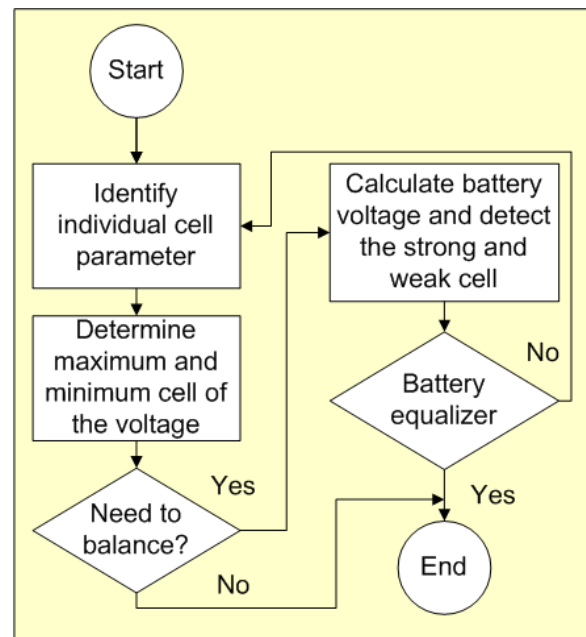 Start
Identify
individual cell
parameter
Determine
maximum and
minimum cell of
the voltage
Need to
balance?
Yes
No
Calculate battery
voltage and detect
the strong and
weak cell
Battery
equalizer
No
Yes
End